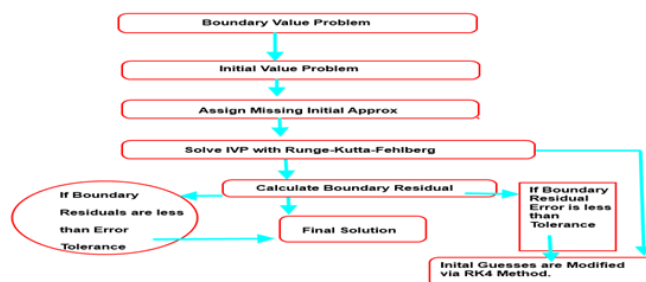 Boundary Value Problem
Initial Value Problem
Assign Missing Initial Approx
Solve IVP with Runge-Kutta-Fehlberg
Calculate Boundary Residual
If Boundary
Residuals are less
than Error
Tolerance
Final Solution
If Boundary
Residual
Error is less
than
Tolerance
Inital Guesses are Modified
via RK4 Method.